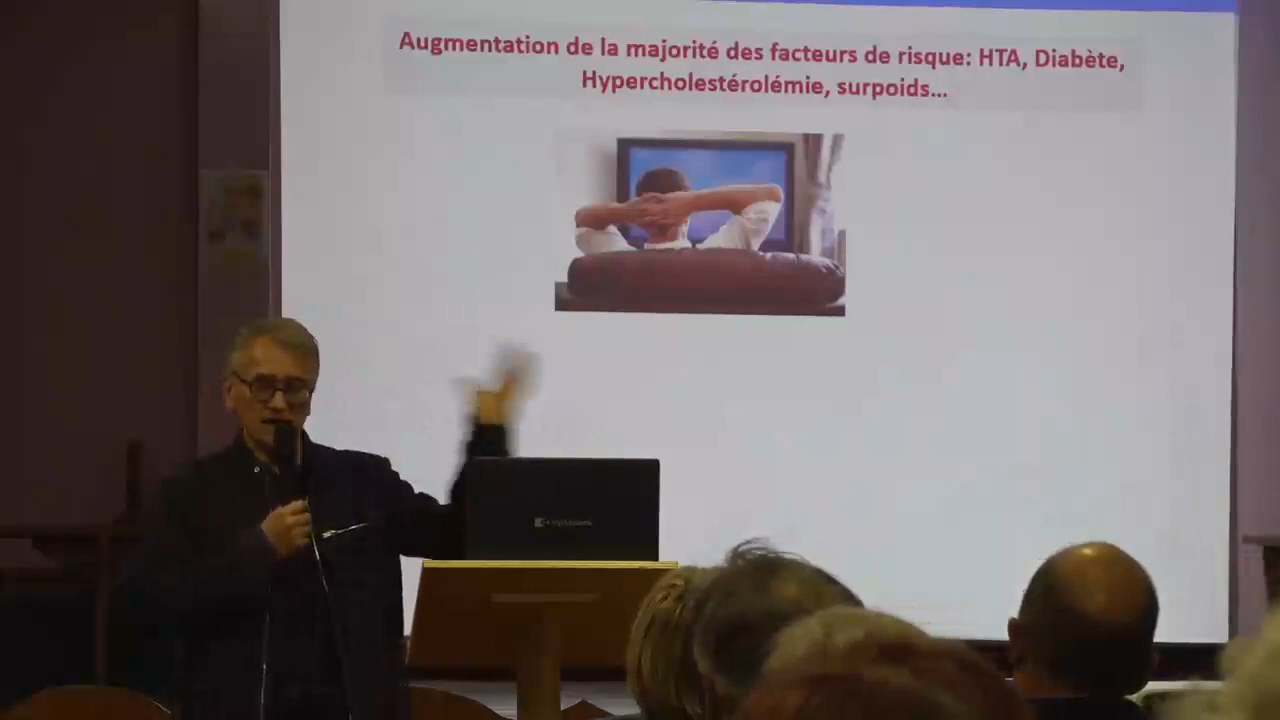 Augmentation de la majorité des facteurs de risque: HTA, Diabète,
Hypercholestérolémie, surpoids...